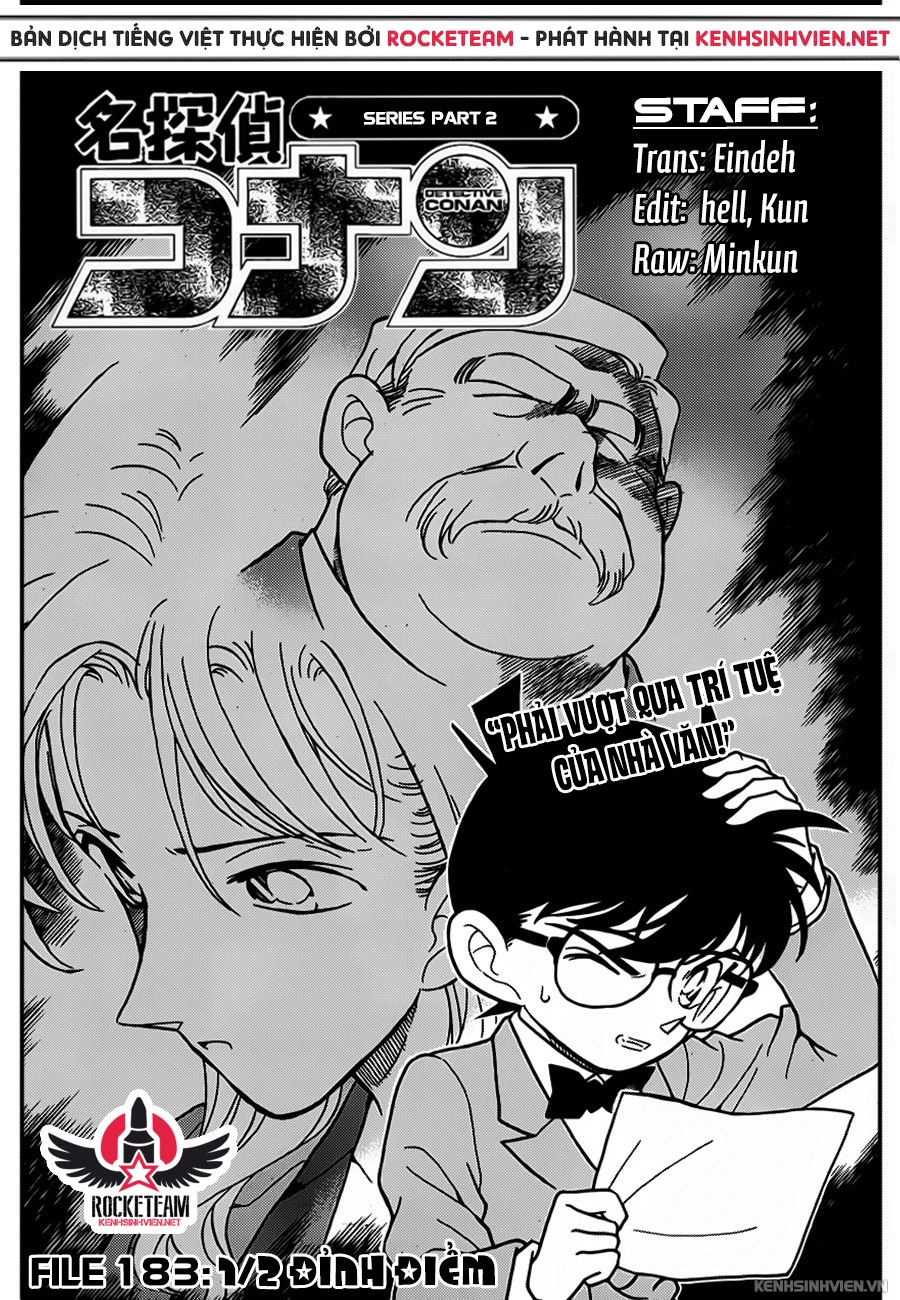 BẢN DỊCH TIẾNG VIỆT THỰC HIỆN BỞI ROCKETEAM - PHÁT HÀNH TẠI KENHSINHVIEN.NET
名探偵
★ SERIES PART 2 ★
コナン
DETECTIVE
CONAN
STAFF:
Trans: Eindeh
Edit: hell, Kun
Raw: Minkun
“PHẢI VƯỢT QUA TRÍ TUỆ
CỦA NHÀ VĂN!”
ROCKETEAM
KENHSINHVIEN.NET
FILE 183: 1/2 ĐỈNH ĐIỂM
KENHSINHVIEN.VN